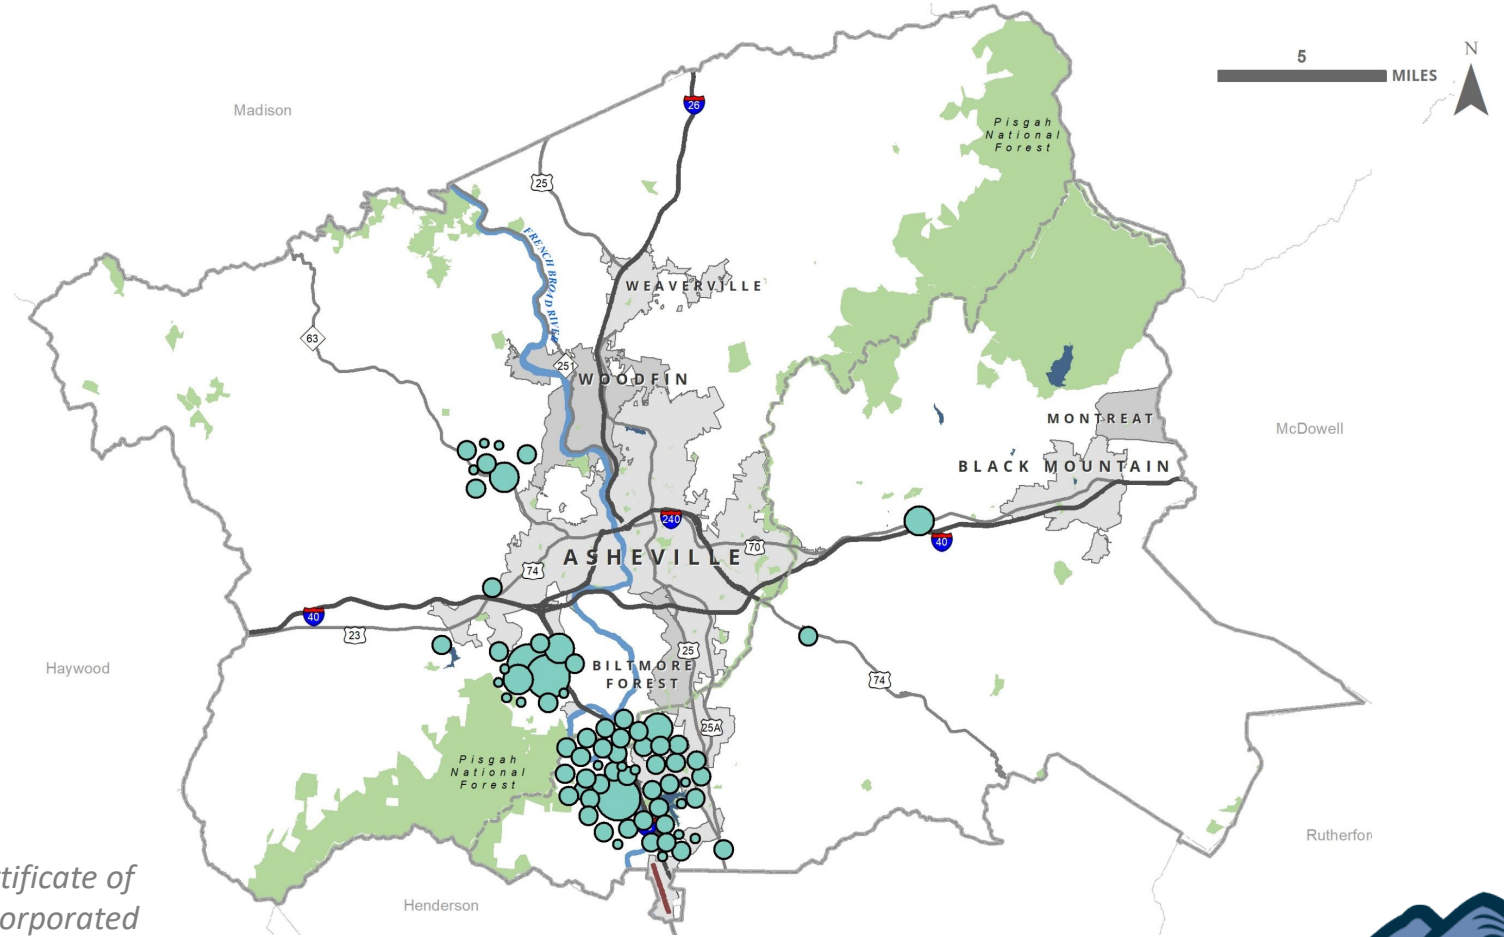 5
MILES
N
Madison
26
Pisgah
National
Forest
25
FRENCH BROAD RIVER
WEAVERVILLE
63
251
WOODFIN
MONTREAT
McDowell
BLACK MOUNTAIN
240
40
70
ASHEVILLE
74
40
23
Haywood
25
BILTMORE
FOREST
74
25A
Pisgah
National
Forest
Henderson
tificate of
orporated